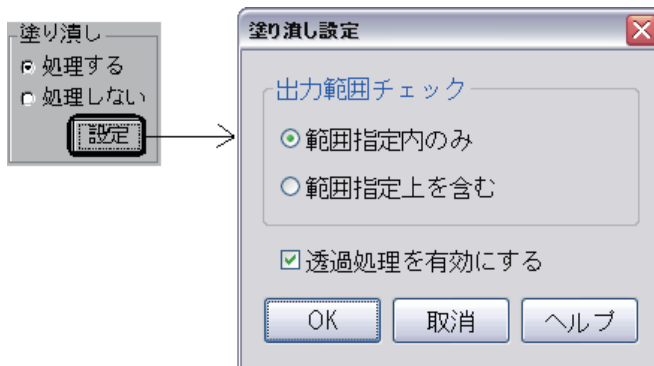 塗り潰し
処理する
処理しない
設定
塗り潰し設定
出力範囲チェック
範囲指定内のみ
範囲指定上を含む
透過処理を有効にする
OK
取消
ヘルプ